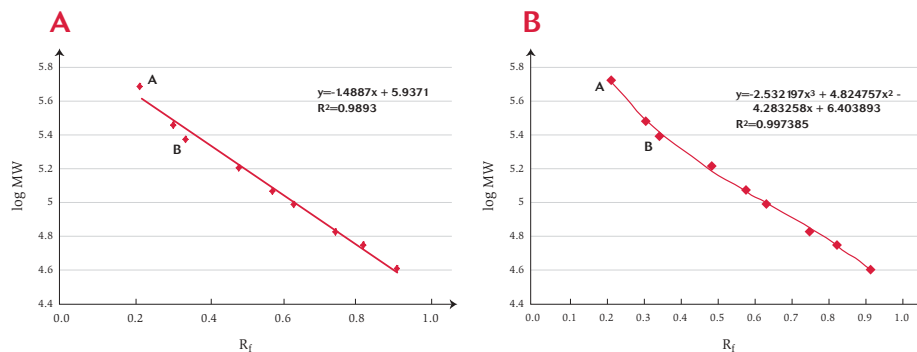 A
B
5.8
5.6
5.4
5.2
5
4.8
4.6
4.4
log MW
A
B
y=-1.4887x + 5.9371
R²=0.9893
0.0 0.2 0.4 0.6 0.8 1.0
Rf
5.8
5.6
5.4
5.2
5
4.8
4.6
4.4
log MW
A
B
y=-2.532197x³ + 4.824757x² -
4.283258x + 6.403893
R²=0.997385
0.0 0.1 0.2 0.3 0.4 0.5 0.6 0.7 0.8 0.9 1.0
Rf